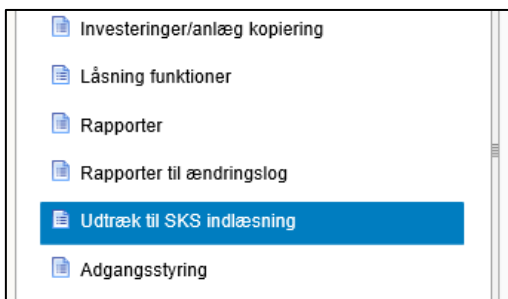 Investeringer/anlæg kopiering
Låsning funktioner
Rapporter
Rapporter til ændringslog
Udtræk til SKS indlæsning
Adgangsstyring